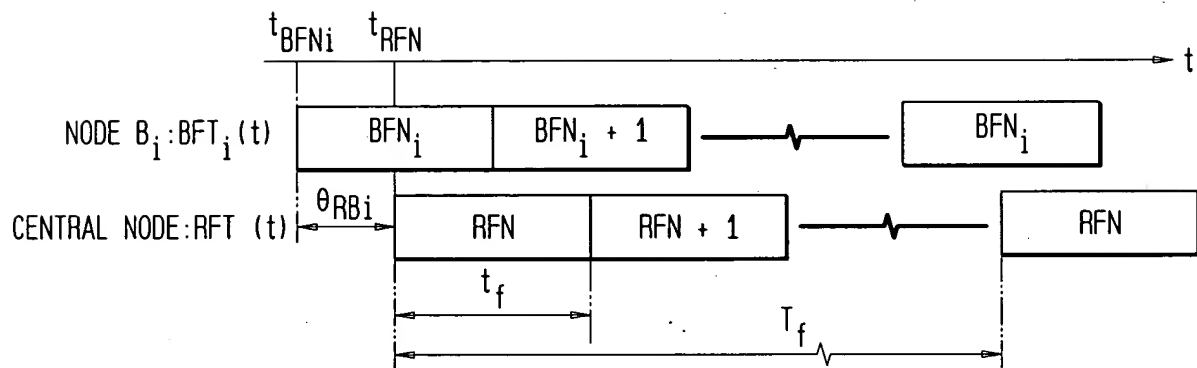 t_BFNi t_RFN
t
NODE B_i:BFT_i(t) BFN_i BFN_i + 1 BFN_i
θ_RBi
CENTRAL NODE:RFT (t) RFN RFN + 1 RFN
t_f
T_f